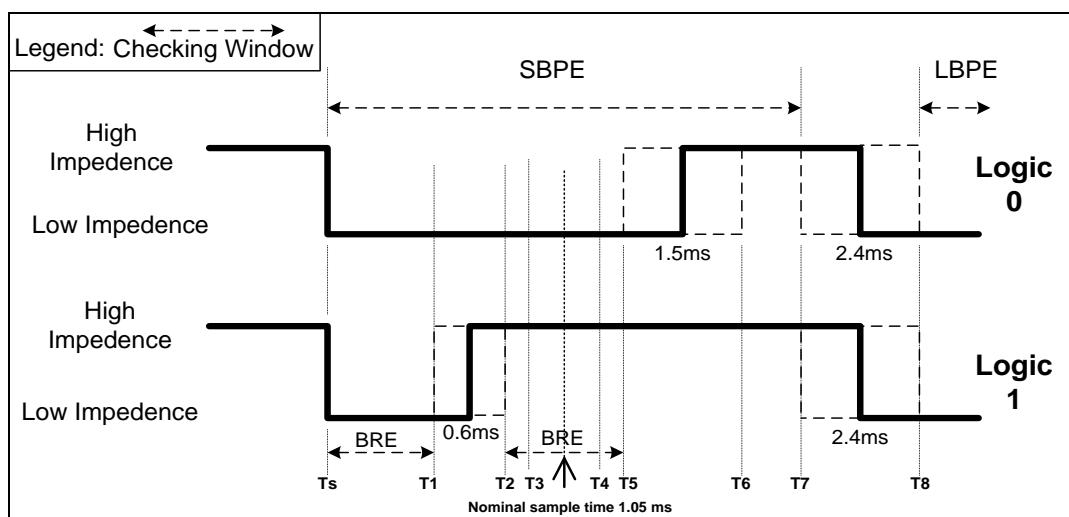 Legend: Checking Window
SBPE
LBPE
High
Impedence
Low Impedence
Logic
0
1.5ms
2.4ms
High
Impedence
Low Impedence
Logic
1
0.6ms
2.4ms
BRE
BRE
Ts T1 T2 T3 T4 T5 T6 T7 T8
Nominal sample time 1.05 ms